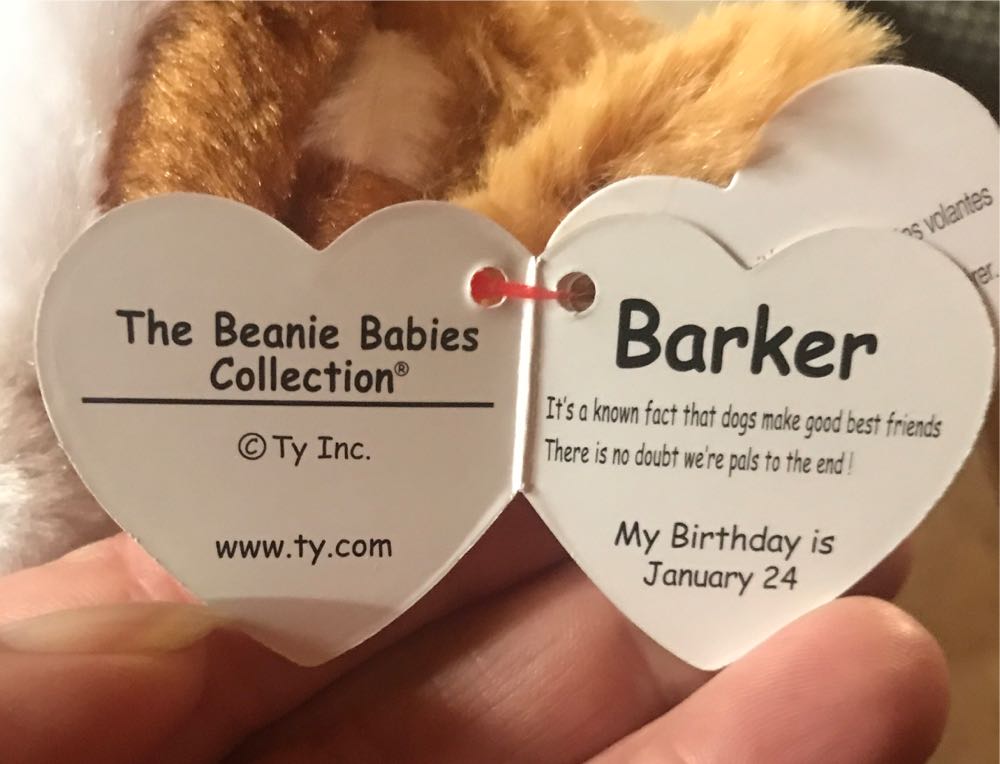 The Beanie Babies
Collection®
© Ty Inc.
www.ty.com
Barker
It's a known fact that dogs make good best friends
There is no doubt we're pals to the end!
My Birthday is
January 24
volantes